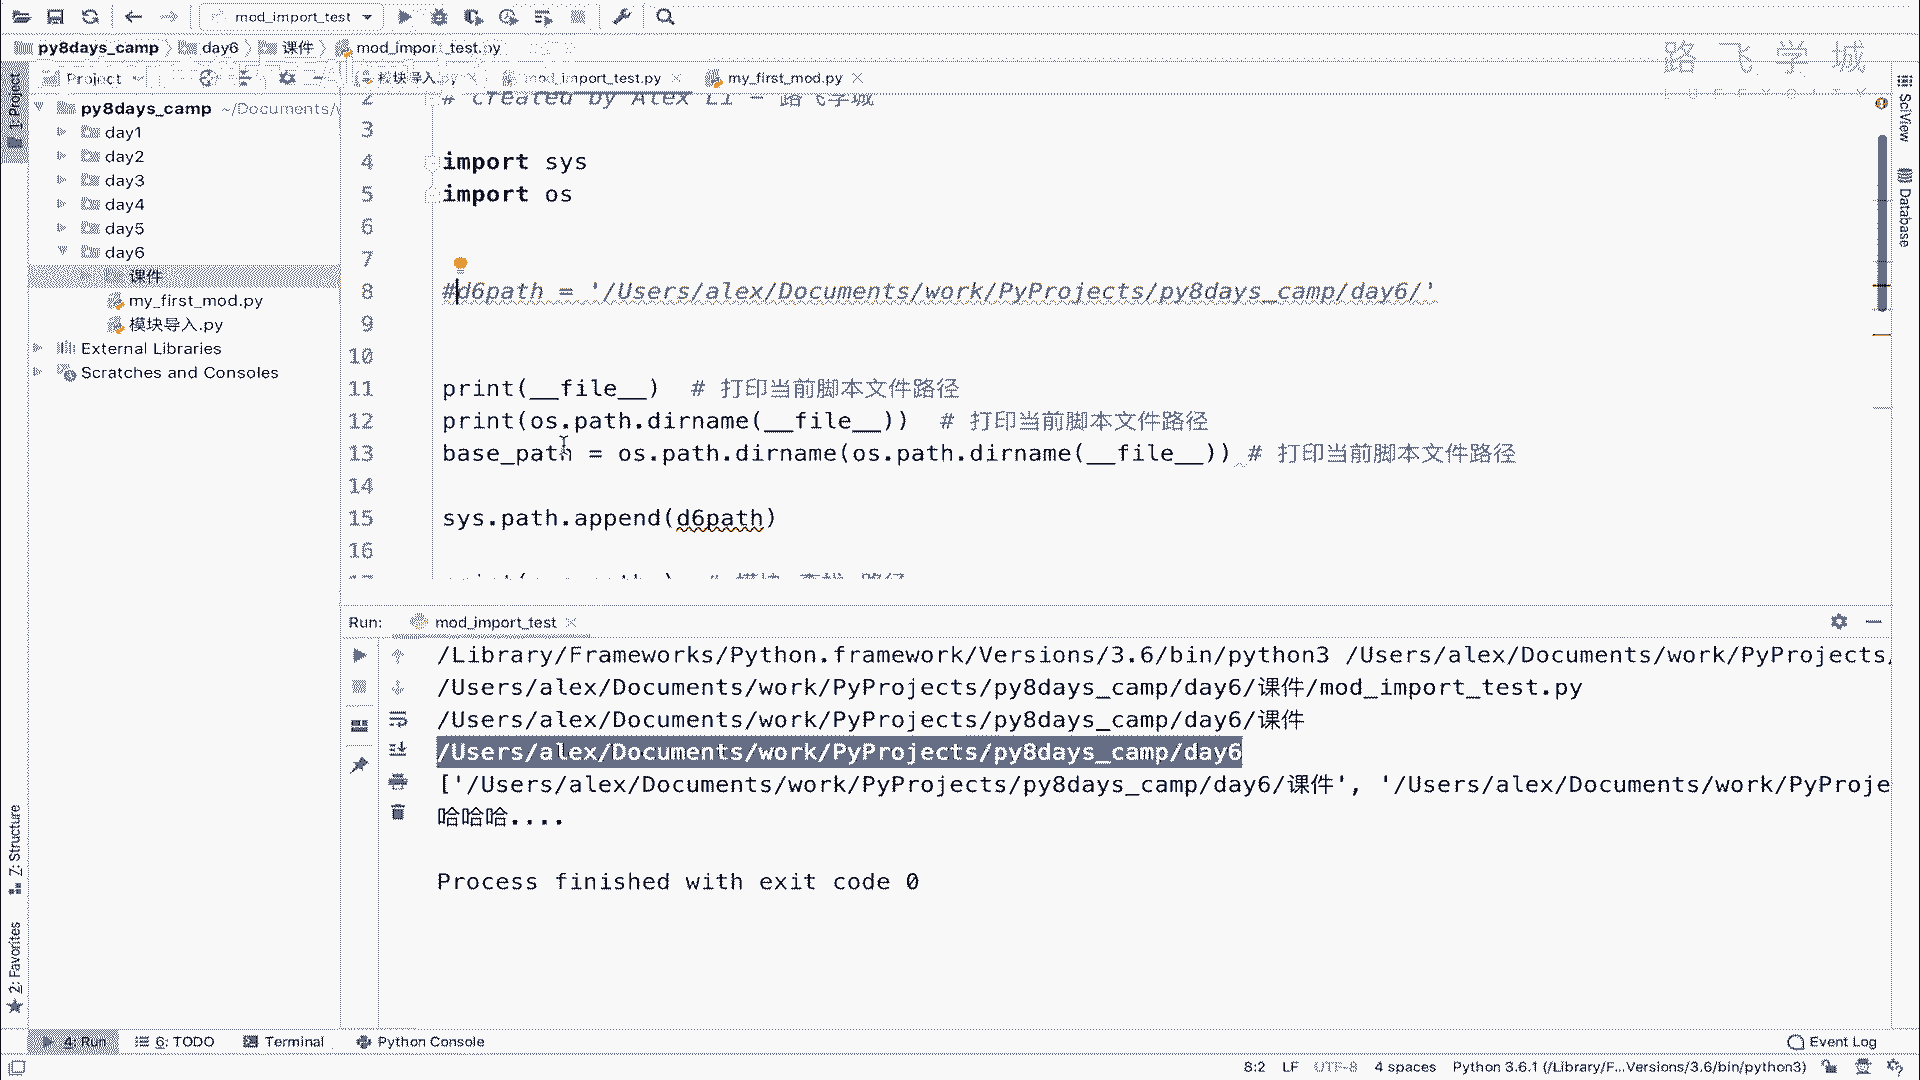 mod_import_test
py8days_camp
day6
课件
mod_import_test.py
路飞学城
Project
模块导入.py
mod_import_test.py
my_first_mod.py
1: Project
py8days_camp ~/Documents/
day1
day2
day3
day4
day5
day6
课件
my_first_mod.py
模块导入.py
External Libraries
Scratches and Consoles
2 # Created by Alex Li - 路飞学城
3
4 import sys
5 import os
6
7
8 #d6path = '/Users/alex/Documents/work/PyProjects/py8days_camp/day6/'
9
10
11 print(__file__) # 打印当前脚本文件路径
12 print(os.path.dirname(__file__)) # 打印当前脚本文件路径
13 base_path = os.path.dirname(os.path.dirname(__file__)) # 打印当前脚本文件路径
14
15 sys.path.append(d6path)
16
SciView
Database
Run: mod_import_test
/Library/Frameworks/Python.framework/Versions/3.6/bin/python3 /Users/alex/Documents/work/PyProjects/
/Users/alex/Documents/work/PyProjects/py8days_camp/day6/课件/mod_import_test.py
/Users/alex/Documents/work/PyProjects/py8days_camp/day6/课件
/Users/alex/Documents/work/PyProjects/py8days_camp/day6
['/Users/alex/Documents/work/PyProjects/py8days_camp/day6/课件', '/Users/alex/Documents/work/PyProje
哈哈哈....
Process finished with exit code 0
Z: Structure
2: Favorites
4: Run
6: TODO
Terminal
Python Console
Event Log
8:2 LF UTF-8 4 spaces Python 3.6.1 (/Library/F...Versions/3.6/bin/python3)